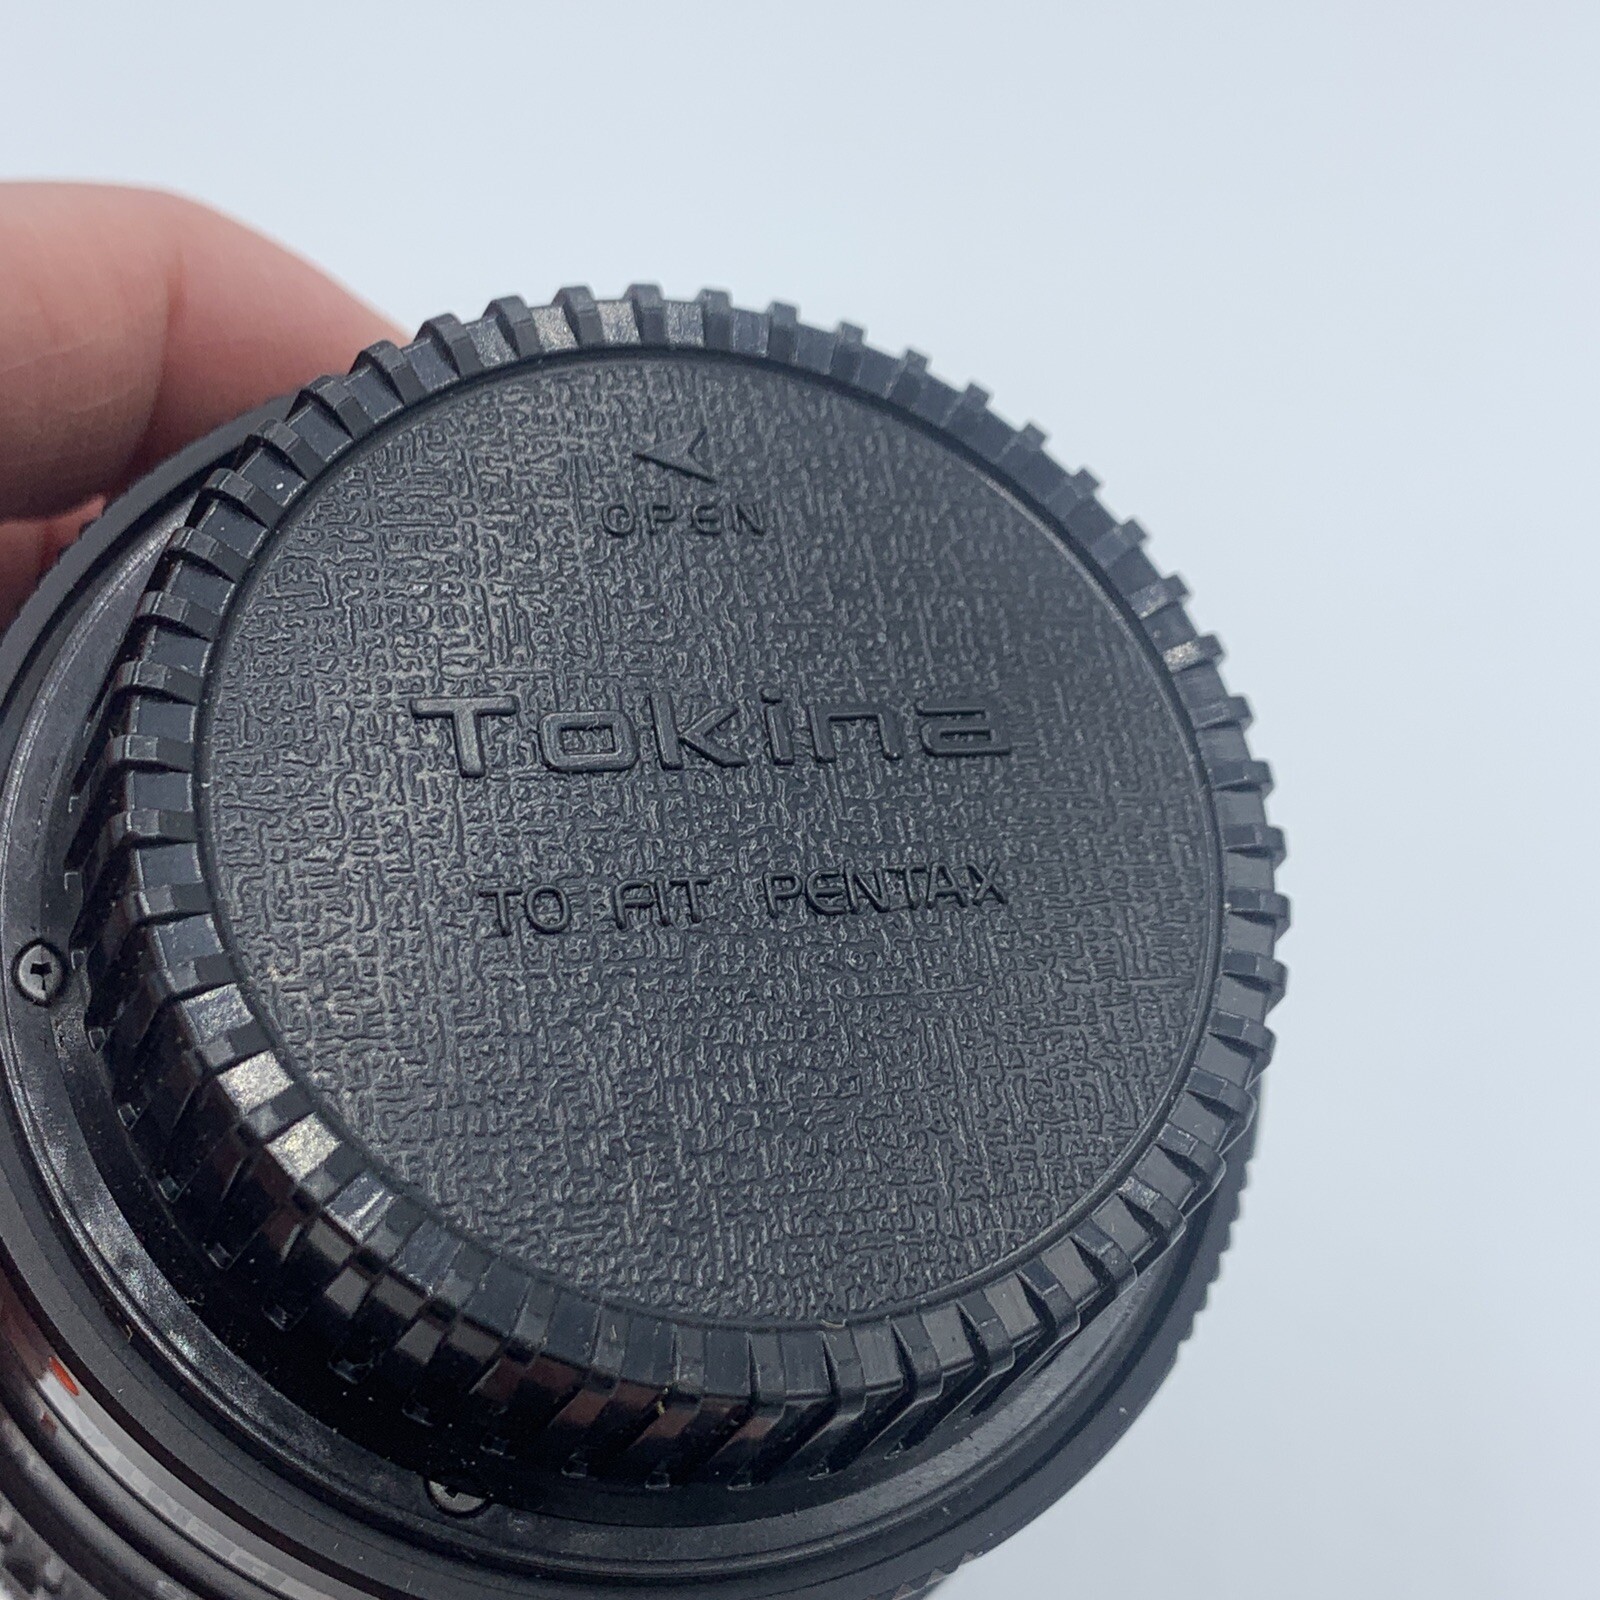 OPEN
Tokina
TO FIT PENTAX